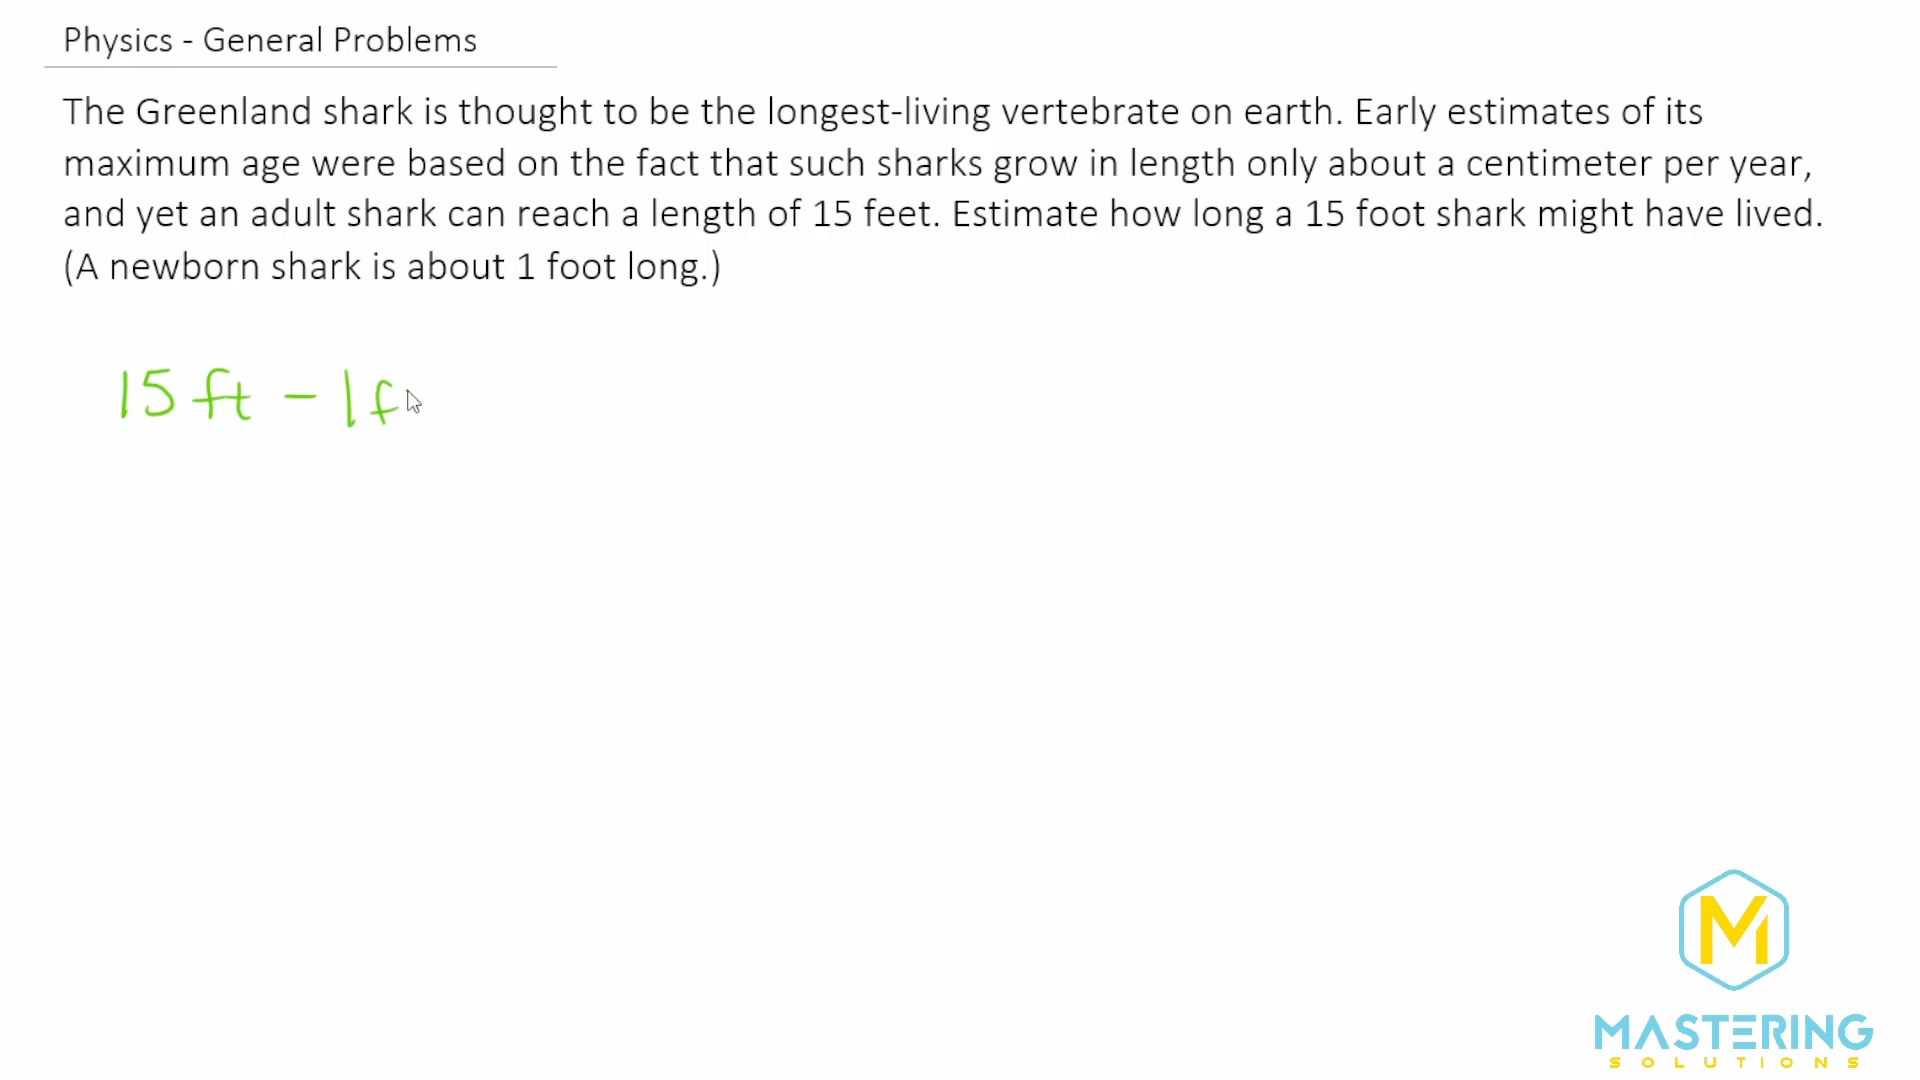 Physics - General Problems
The Greenland shark is thought to be the longest-living vertebrate on earth. Early estimates of its
maximum age were based on the fact that such sharks grow in length only about a centimeter per year,
and yet an adult shark can reach a length of 15 feet. Estimate how long a 15 foot shark might have lived.
(A newborn shark is about 1 foot long.)
15 ft - 1 f
M
MASTERING
SOLUTIONS